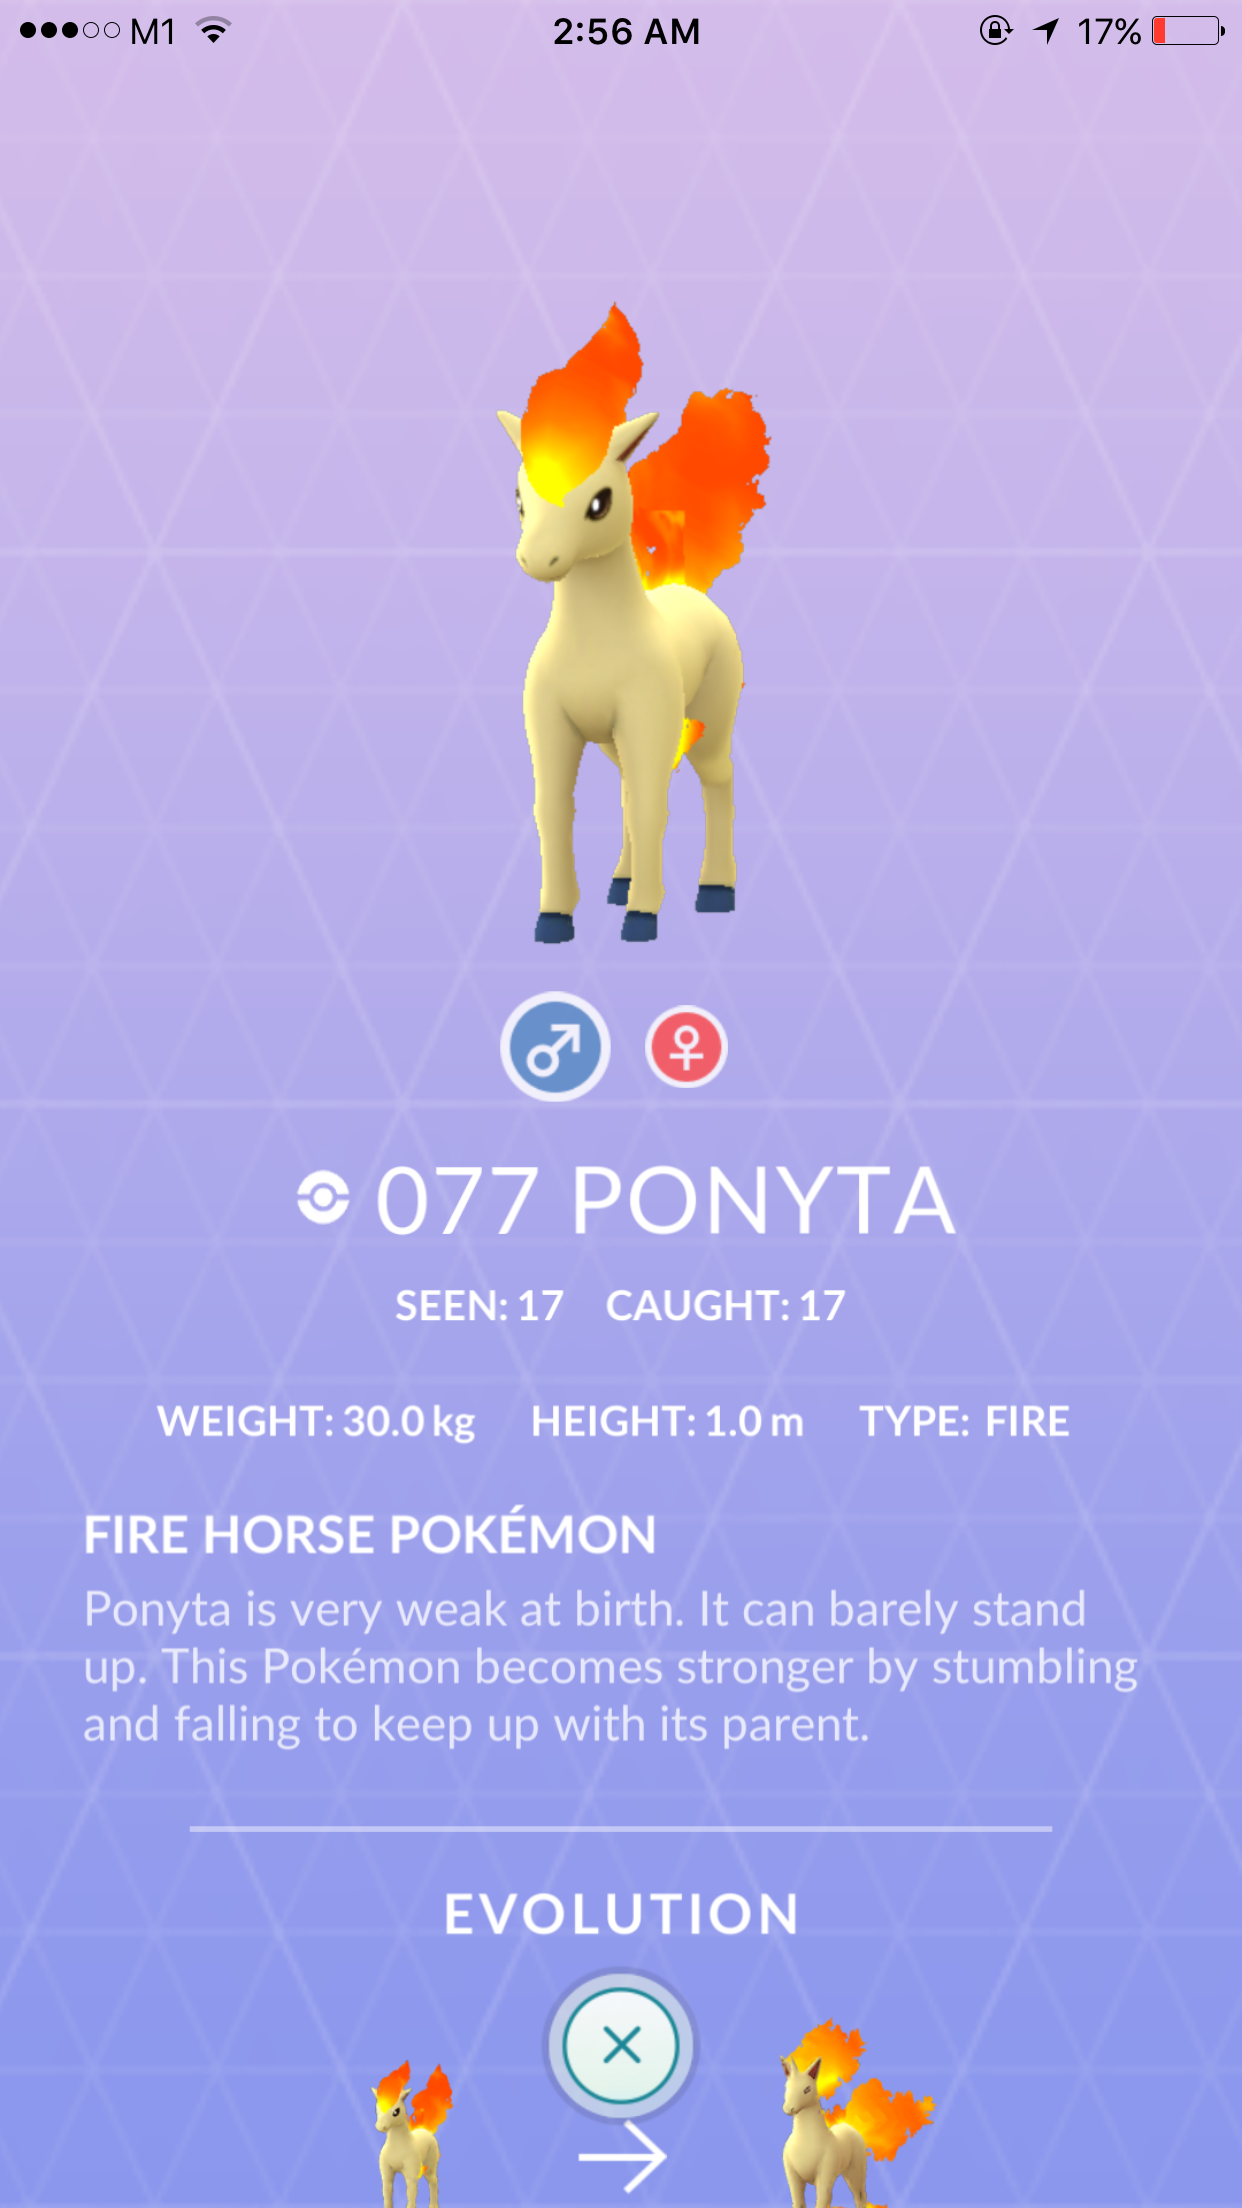 M1 2:56 AM 17%
077 PONYTA
SEEN: 17 CAUGHT: 17
WEIGHT: 30.0 kg HEIGHT: 1.0 m TYPE: FIRE
FIRE HORSE POKÉMON
Ponyta is very weak at birth. It can barely stand
up. This Pokémon becomes stronger by stumbling
and falling to keep up with its parent.
EVOLUTION